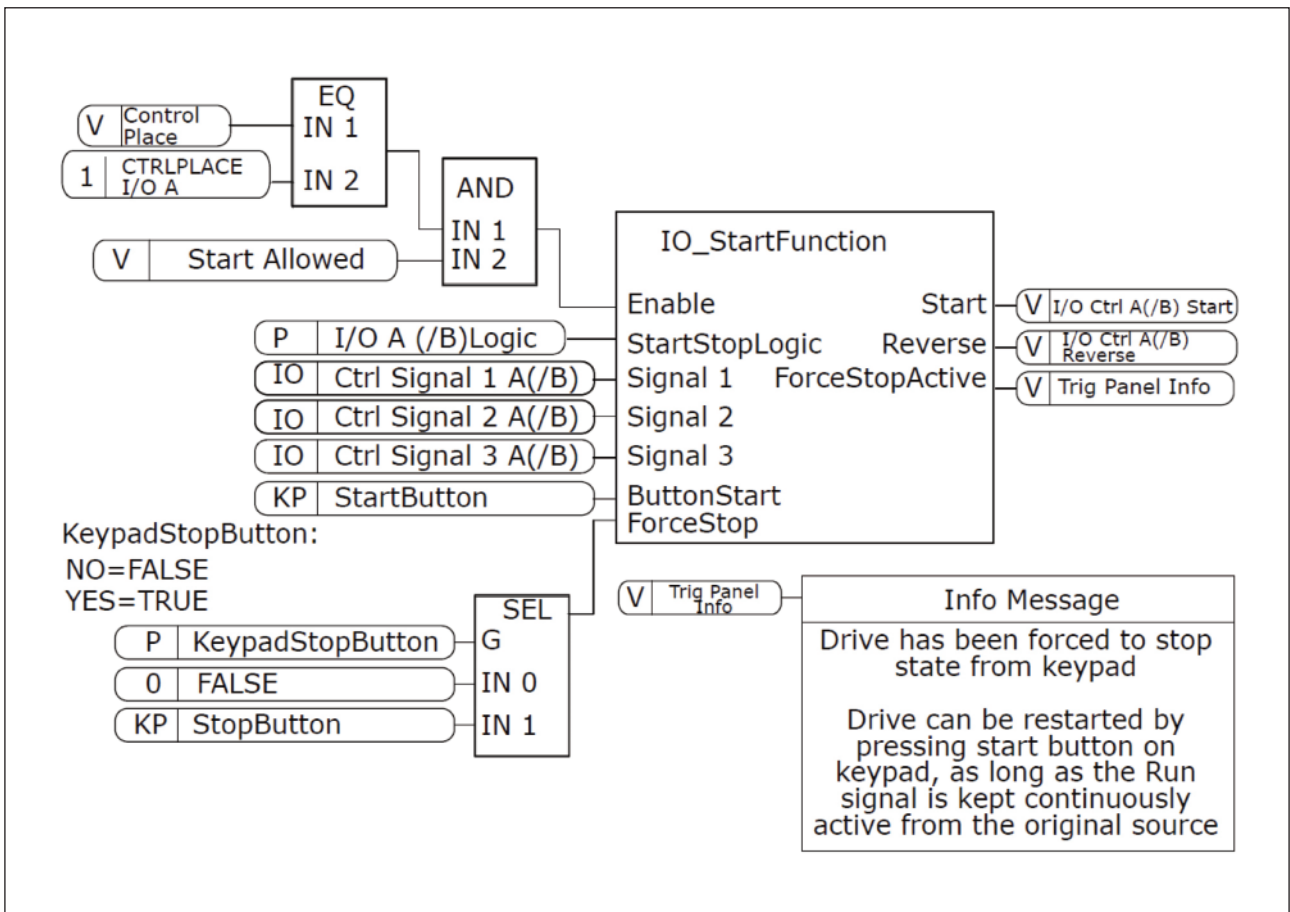 EQ
V Control
Place
IN 1
1 CTRLPLACE
I/O A
IN 2
AND
IN 1
V Start Allowed
IN 2
IO_StartFunction
Enable
Start
V I/O Ctrl A(/B) Start
P I/O A (/B)Logic
StartStopLogic
Reverse
V I/O Ctrl A(/B)
Reverse
IO Ctrl Signal 1 A(/B)
Signal 1
ForceStopActive
V Trig Panel Info
IO Ctrl Signal 2 A(/B)
Signal 2
IO Ctrl Signal 3 A(/B)
Signal 3
KP StartButton
ButtonStart
ForceStop
KeypadStopButton:
NO=FALSE
YES=TRUE
SEL
P KeypadStopButton
G
0 FALSE
IN 0
KP StopButton
IN 1
V Trig Panel
Info
Info Message
Drive has been forced to stop
state from keypad
Drive can be restarted by
pressing start button on
keypad, as long as the Run
signal is kept continuously
active from the original source